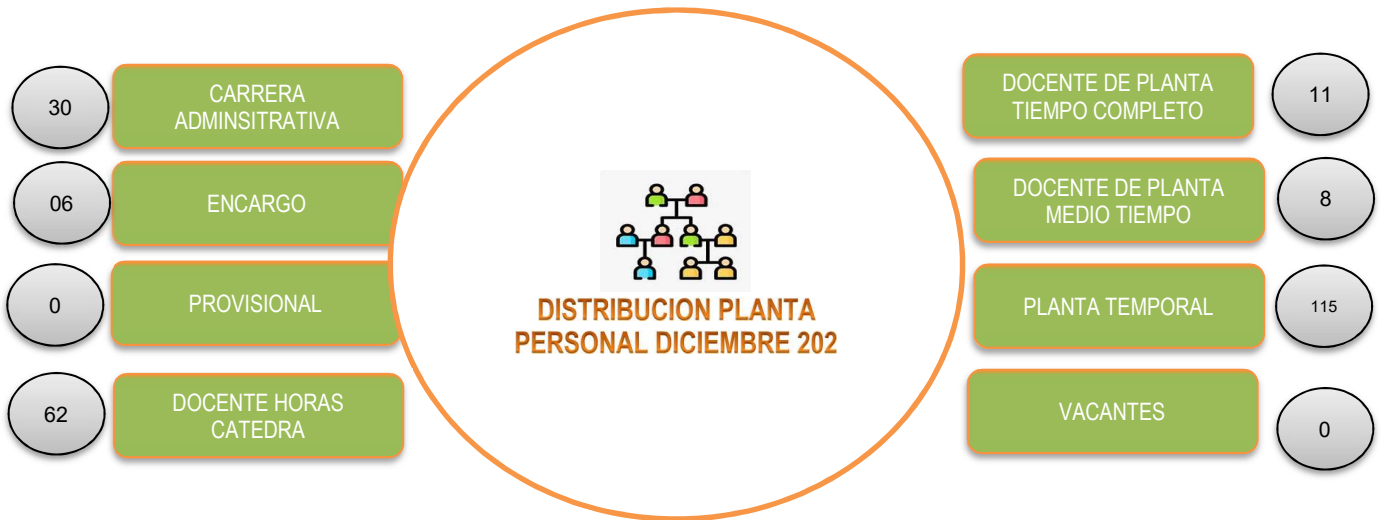 30
CARRERA
ADMINSITRATIVA
06
ENCARGO
0
PROVISIONAL
62
DOCENTE HORAS
CATEDRA
DISTRIBUCION PLANTA
PERSONAL DICIEMBRE 202
DOCENTE DE PLANTA
TIEMPO COMPLETO
11
DOCENTE DE PLANTA
MEDIO TIEMPO
8
PLANTA TEMPORAL
115
VACANTES
0